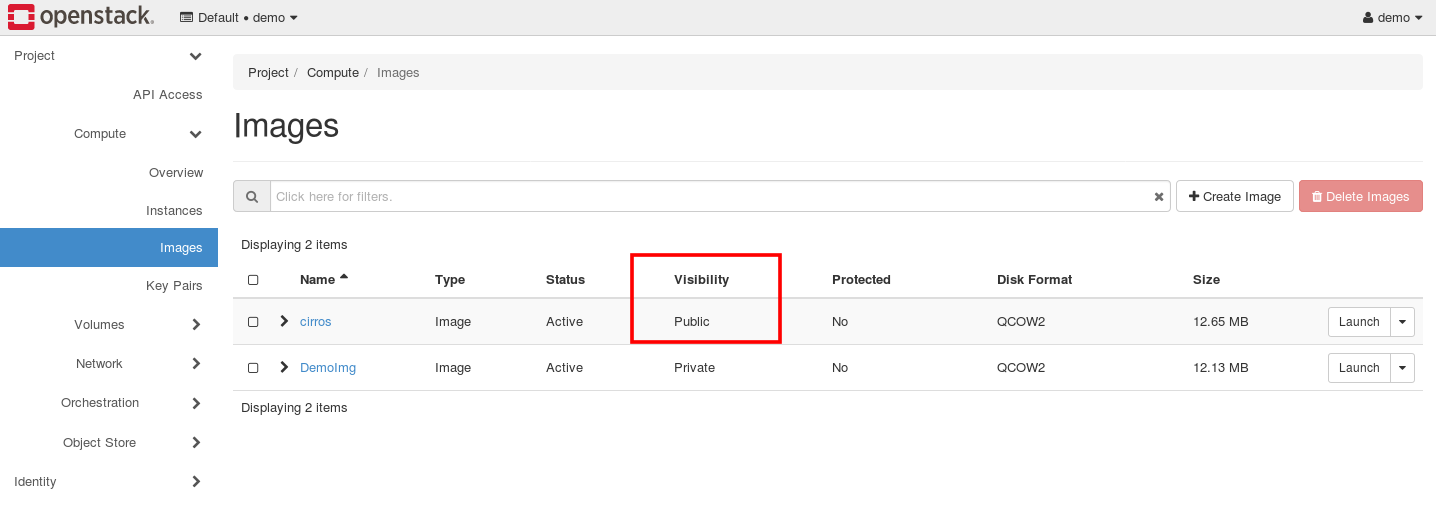 openstack.
Default • demo
demo
Project
API Access
Compute
Overview
Instances
Images
Key Pairs
Volumes
Network
Orchestration
Object Store
Identity
Project / Compute / Images
Images
Click here for filters.
Create Image
Delete Images
Displaying 2 items
Name Type Status Visibility Protected Disk Format Size
cirros Image Active Public No QCOW2 12.65 MB Launch
DemoImg Image Active Private No QCOW2 12.13 MB Launch
Displaying 2 items